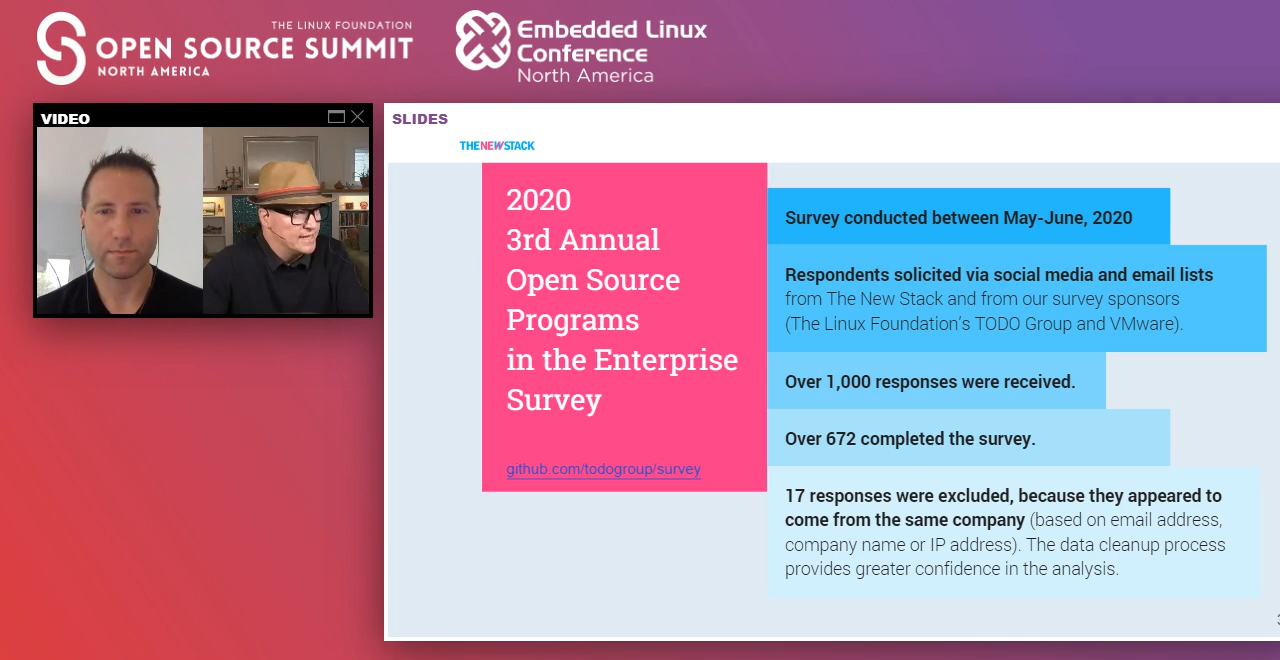 THE LINUX FOUNDATION
OPEN SOURCE SUMMIT
NORTH AMERICA
Embedded Linux
Conference
North America
VIDEO
SLIDES
THENEWSTACK
2020
3rd Annual
Open Source
Programs
in the Enterprise
Survey
github.com/todogroup/survey
Survey conducted between May-June, 2020
Respondents solicited via social media and email lists
from The New Stack and from our survey sponsors
(The Linux Foundation's TODO Group and VMware).
Over 1,000 responses were received.
Over 672 completed the survey.
17 responses were excluded, because they appeared to
come from the same company (based on email address,
company name or IP address). The data cleanup process
provides greater confidence in the analysis.